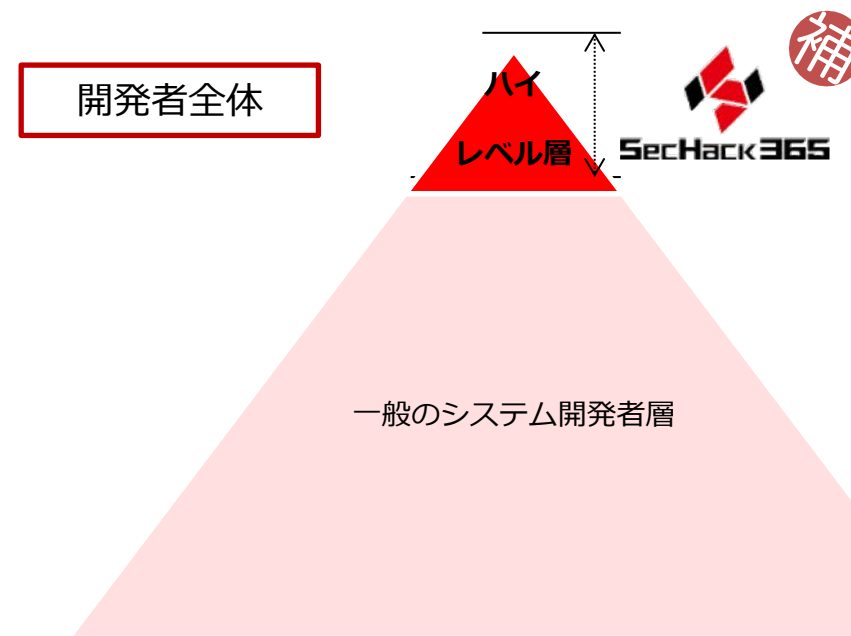 補
開発者全体
ハイ
レベル層
SecHack365
一般のシステム開発者層